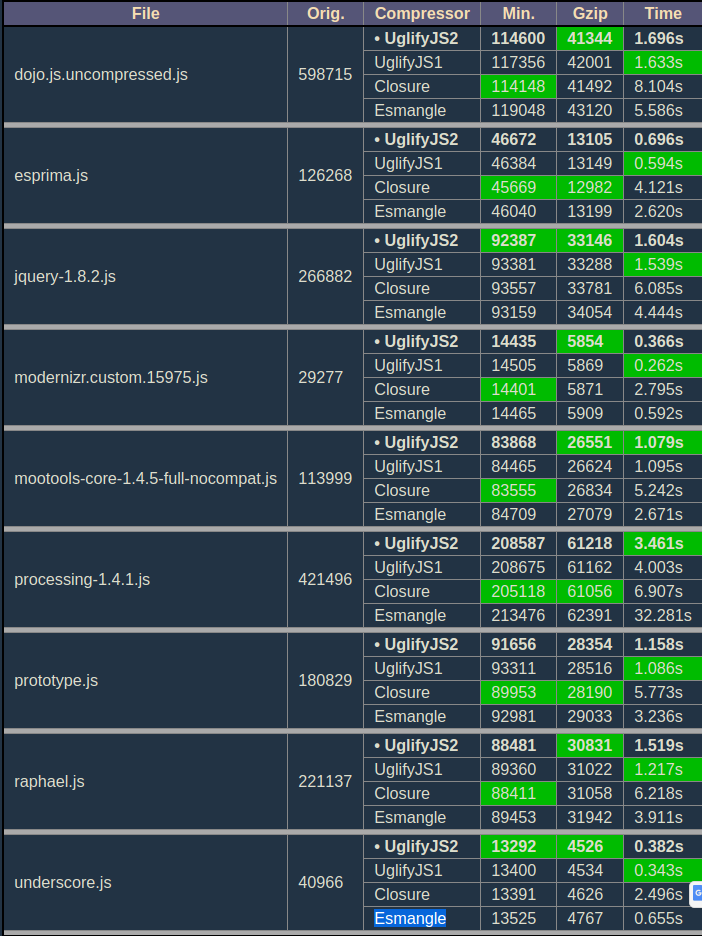 File Orig. Compressor Min. Gzip Time
dojo.js.uncompressed.js 598715 • UglifyJS2 114600 41344 1.696s
UglifyJS1 117356 42001 1.633s
Closure 114148 41492 8.104s
Esmangle 119048 43120 5.586s
esprima.js 126268 • UglifyJS2 46672 13105 0.696s
UglifyJS1 46384 13149 0.594s
Closure 45669 12982 4.121s
Esmangle 46040 13199 2.620s
jquery-1.8.2.js 266882 • UglifyJS2 92387 33146 1.604s
UglifyJS1 93381 33288 1.539s
Closure 93557 33781 6.085s
Esmangle 93159 34054 4.444s
modernizr.custom.15975.js 29277 • UglifyJS2 14435 5854 0.366s
UglifyJS1 14505 5869 0.262s
Closure 14401 5871 2.795s
Esmangle 14465 5909 0.592s
mootools-core-1.4.5-full-nocompat.js 113999 • UglifyJS2 83868 26551 1.079s
UglifyJS1 84465 26624 1.095s
Closure 83555 26834 5.242s
Esmangle 84709 27079 2.671s
processing-1.4.1.js 421496 • UglifyJS2 208587 61218 3.461s
UglifyJS1 208675 61162 4.003s
Closure 205118 61056 6.907s
Esmangle 213476 62391 32.281s
prototype.js 180829 • UglifyJS2 91656 28354 1.158s
UglifyJS1 93311 28516 1.086s
Closure 89953 28190 5.773s
Esmangle 92981 29033 3.236s
raphael.js 221137 • UglifyJS2 88481 30831 1.519s
UglifyJS1 89360 31022 1.217s
Closure 88411 31058 6.218s
Esmangle 89453 31942 3.911s
underscore.js 40966 • UglifyJS2 13292 4526 0.382s
UglifyJS1 13400 4534 0.343s
Closure 13391 4626 2.496s
Esmangle 13525 4767 0.655s